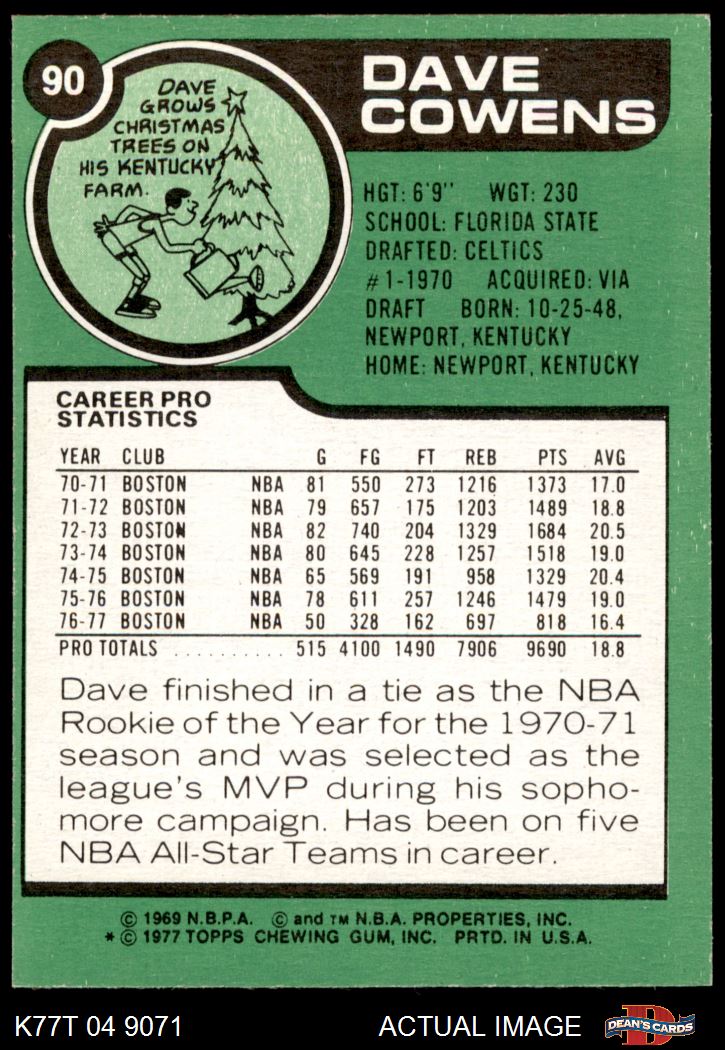 90
DAVE
GROWS
CHRISTMAS
TREES ON
HIS KENTUCKY
FARM.
DAVE
COWENS
HGT: 6'9" WGT: 230
SCHOOL: FLORIDA STATE
DRAFTED: CELTICS
#1-1970 ACQUIRED: VIA
DRAFT BORN: 10-25-48,
NEWPORT, KENTUCKY
HOME: NEWPORT, KENTUCKY
CAREER PRO
STATISTICS
YEAR CLUB G FG FT REB PTS AVG
70-71 BOSTON NBA 81 550 273 1216 1373 17.0
71-72 BOSTON NBA 79 657 175 1203 1489 18.8
72-73 BOSTON NBA 82 740 204 1329 1684 20.5
73-74 BOSTON NBA 80 645 228 1257 1518 19.0
74-75 BOSTON NBA 65 569 191 958 1329 20.4
75-76 BOSTON NBA 78 611 257 1246 1479 19.0
76-77 BOSTON NBA 50 328 162 697 818 16.4
PRO TOTALS .......... 515 4100 1490 7906 9690 18.8
Dave finished in a tie as the NBA
Rookie of the Year for the 1970-71
season and was selected as the
league's MVP during his sopho-
more campaign. Has been on five
NBA All-Star Teams in career.
© 1969 N.B.P.A. © and TM N.B.A. PROPERTIES, INC.
* © 1977 TOPPS CHEWING GUM, INC. PRTD. IN U.S.A.
K77T 04 9071 ACTUAL IMAGE
D
DEAN'S CARDS